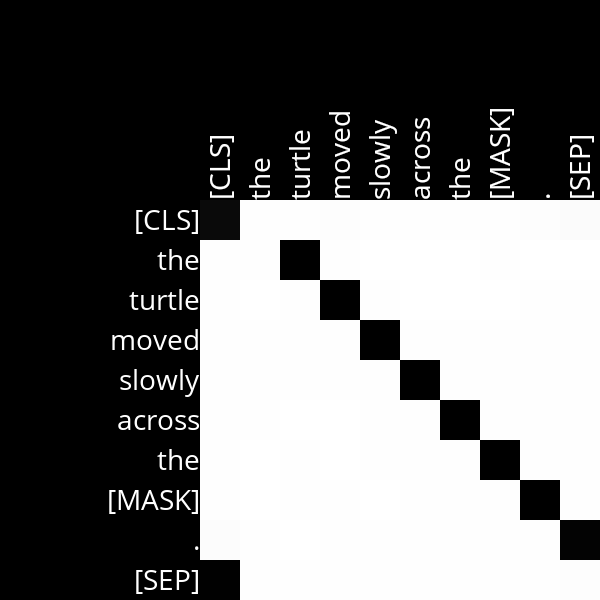 [CLS] the turtle moved slowly across the [MASK] . [SEP]
[CLS]
the
turtle
moved
slowly
across
the
[MASK]
.
[SEP]